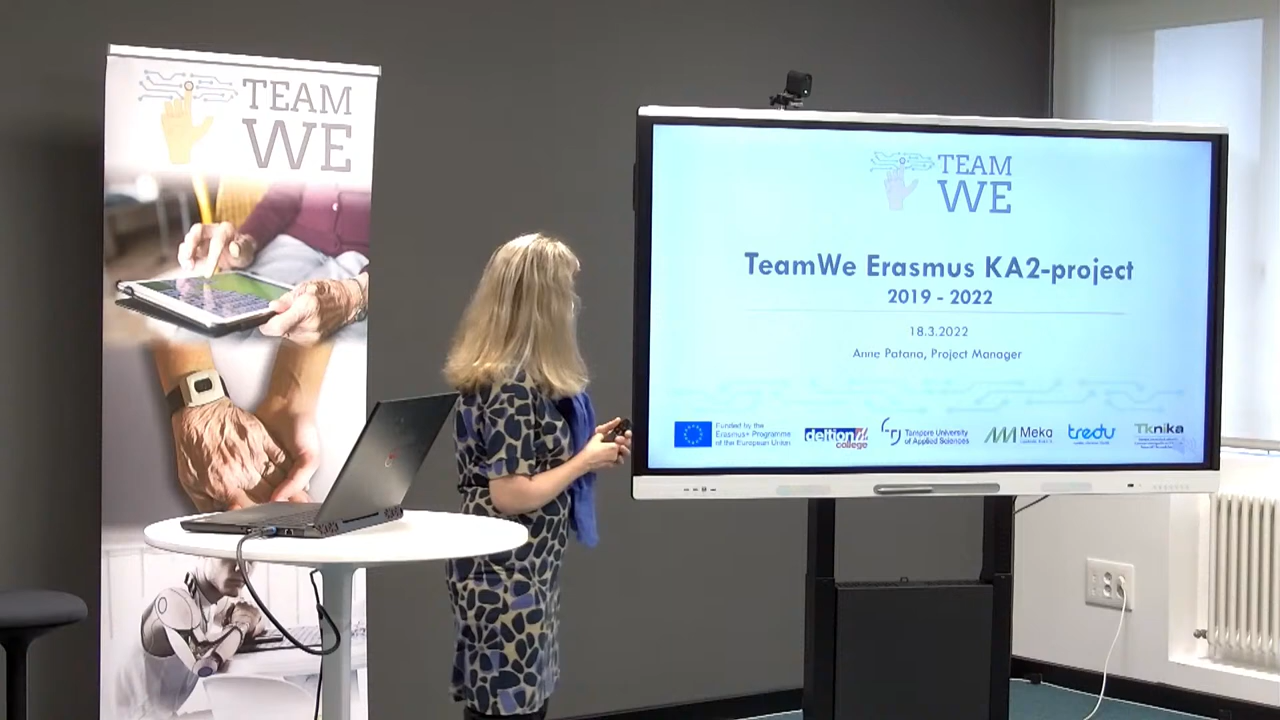 TEAM
WE
TEAM
WE
TeamWe Erasmus KA2-project
2019 - 2022
18.3.2022
Anne Patana, Project Manager
Funded by the
Erasmus+ Programme
of the European Union
deltion
college
Tampere University
of Applied Sciences
Meka
tredu
Tknika